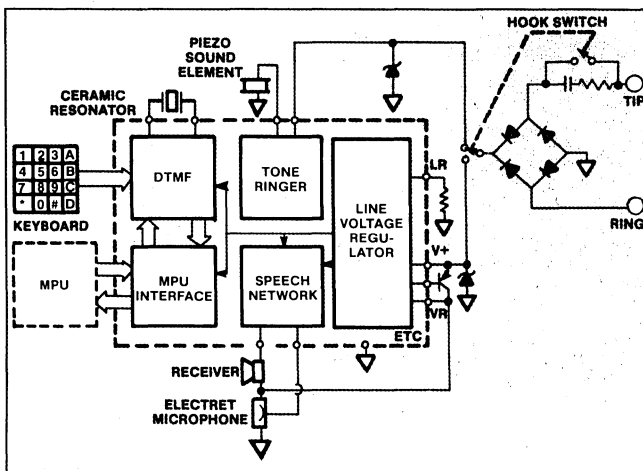 HOOK SWITCH
PIEZO
SOUND
ELEMENT
CERAMIC
RESONATOR
TIP
1 2 3 A
4 5 6 B
7 8 9 C
* 0 # D
KEYBOARD
DTMF
TONE
RINGER
LR
LINE
VOLTAGE
REGU-
LATOR
RING
V+
MPU
MPU
INTERFACE
SPEECH
NETWORK
VR
ETC
RECEIVER
ELECTRET
MICROPHONE